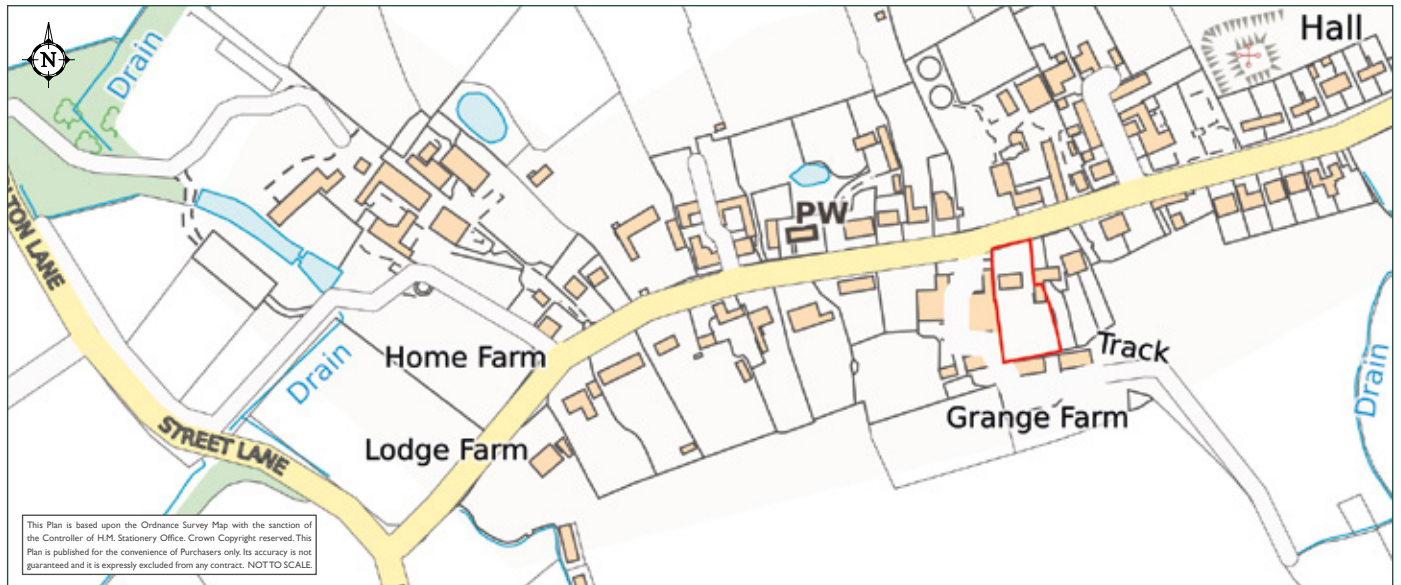 N
Drain
Hall
PW
LTON LANE
Home Farm
Drain
Track
Drain
Grange Farm
STREET LANE
Lodge Farm
This Plan is based upon the Ordnance Survey Map with the sanction of
the Controller of H.M. Stationery Office. Crown Copyright reserved. This
Plan is published for the convenience of Purchasers only. Its accuracy is not
guaranteed and it is expressly excluded from any contract. NOT TO SCALE.